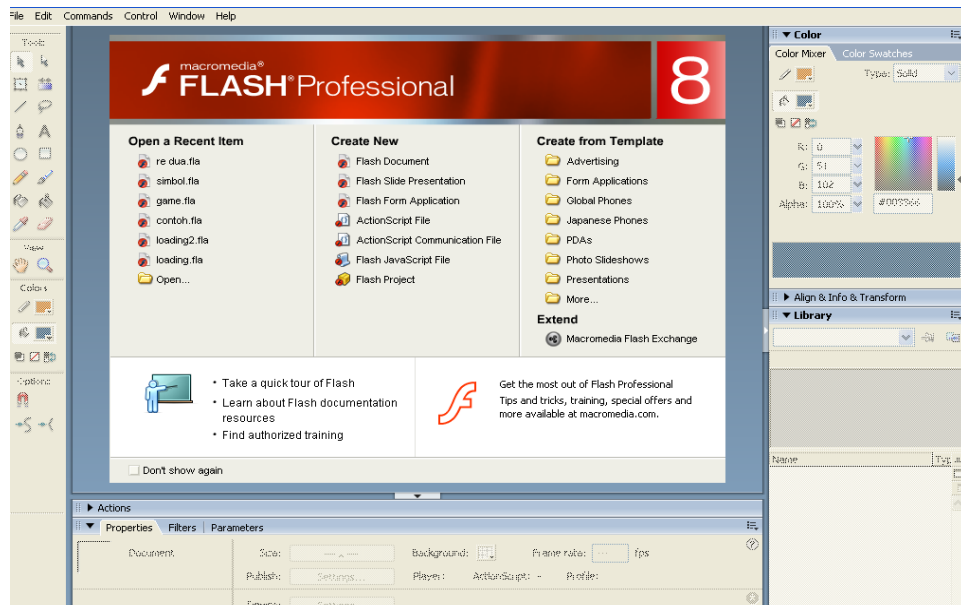 File Edit Commands Control Window Help
Tools
View
Colors
Options
macromedia®
FLASH® Professional 8
Open a Recent Item
re dua.fla
simbol.fla
game.fla
contoh.fla
loading2.fla
loading.fla
Open...
Create New
Flash Document
Flash Slide Presentation
Flash Form Application
ActionScript File
ActionScript Communication File
Flash JavaScript File
Flash Project
Create from Template
Advertising
Form Applications
Global Phones
Japanese Phones
PDAs
Photo Slideshows
Presentations
More...
Extend
Macromedia Flash Exchange
• Take a quick tour of Flash
• Learn about Flash documentation
resources
• Find authorized training
Get the most out of Flash Professional
Tips and tricks, training, special offers and
more available at macromedia.com.
Don't show again
Actions
Properties Filters Parameters
Document Size: Background: Frame rate: fps
Publish: Settings... Player: ActionScript: - Profile:
Color
Color Mixer Color Swatches
Type: Solid
R: 0
G: 51
B: 102
Alpha: 100% #003366
Align & Info & Transform
Library
Name